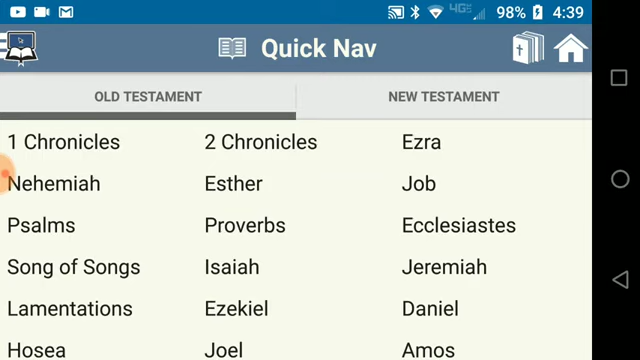 4G 98% 4:39
Quick Nav
OLD TESTAMENT NEW TESTAMENT
1 Chronicles 2 Chronicles Ezra
Nehemiah Esther Job
Psalms Proverbs Ecclesiastes
Song of Songs Isaiah Jeremiah
Lamentations Ezekiel Daniel
Hosea Joel Amos